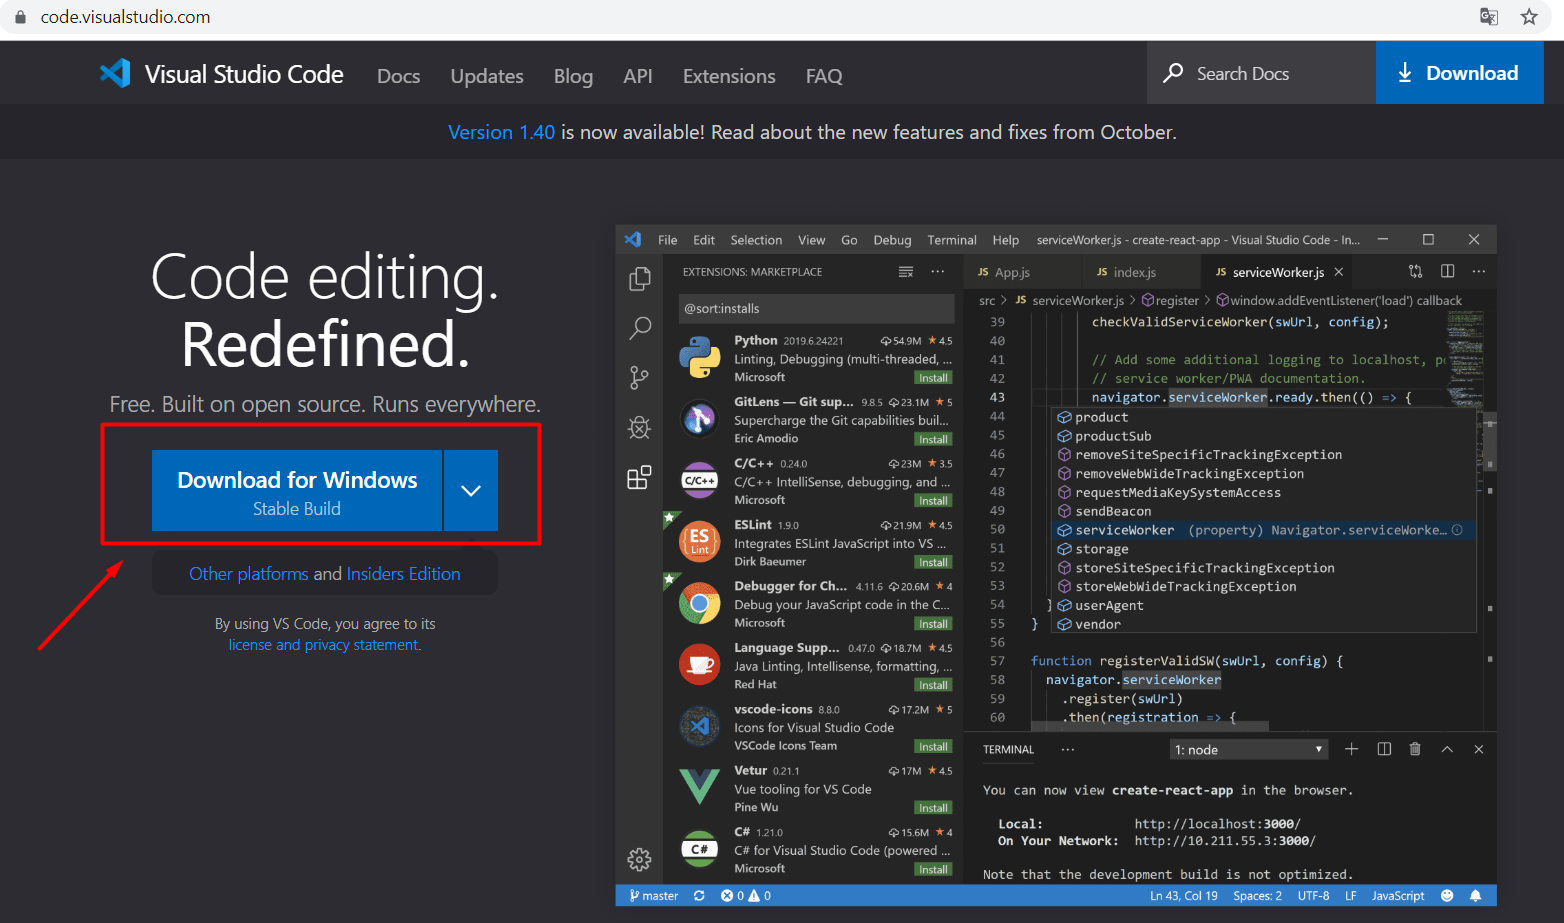 code.visualstudio.com
Visual Studio Code Docs Updates Blog API Extensions FAQ Search Docs Download
Version 1.40 is now available! Read about the new features and fixes from October.
Code editing.
Redefined.
Free. Built on open source. Runs everywhere.
Download for Windows
Stable Build
Other platforms and Insiders Edition
By using VS Code, you agree to its
license and privacy statement.
File Edit Selection View Go Debug Terminal Help serviceWorker.js - create-react-app - Visual Studio Code - In...
EXTENSIONS: MARKETPLACE
@sort:installs
Python 2019.6.24221 54.9M 4.5
Linting, Debugging (multi-threaded, ...
Microsoft Install
GitLens — Git sup... 9.8.5 23.1M 5
Supercharge the Git capabilities buil...
Eric Amodio Install
C/C++
C/C++ 0.24.0 23M 3.5
C/C++ IntelliSense, debugging, and ...
Microsoft Install
ES
Lint
ESLint 1.9.0 21.9M 4.5
Integrates ESLint JavaScript into VS ...
Dirk Baeumer Install
Debugger for Ch... 4.11.6 20.6M 4
Debug your JavaScript code in the C...
Microsoft Install
Language Supp... 0.47.0 18.7M 4.5
Java Linting, Intellisense, formatting, ...
Red Hat Install
vscode-icons 8.8.0 17.2M 5
Icons for Visual Studio Code
VSCode Icons Team Install
Vetur 0.21.1 17M 4.5
Vue tooling for VS Code
Pine Wu Install
C#
C# 1.21.0 15.6M 4
C# for Visual Studio Code (powered ...
Microsoft Install
JS App.js JS index.js JS serviceWorker.js
src > JS serviceWorker.js > register > window.addEventListener('load') callback
39 checkValidServiceWorker(swUrl, config);
40
41 // Add some additional logging to localhost, po
42 // service worker/PWA documentation.
43 navigator.serviceWorker.ready.then(() => {
44 product
45 productSub
46 removeSiteSpecificTrackingException
47 removeWebWideTrackingException
48 requestMediaKeySystemAccess
49 sendBeacon
50 serviceWorker (property) Navigator.serviceWorke...
51 storage
52 storeSiteSpecificTrackingException
53 storeWebWideTrackingException
54 } userAgent
55 } vendor
56
57 function registerValidSW(swUrl, config) {
58 navigator.serviceWorker
59 .register(swUrl)
60 .then(registration => {
TERMINAL ... 1: node
You can now view create-react-app in the browser.
Local: http://localhost:3000/
On Your Network: http://10.211.55.3:3000/
Note that the development build is not optimized.
master 0 0 Ln 43, Col 19 Spaces: 2 UTF-8 LF JavaScript